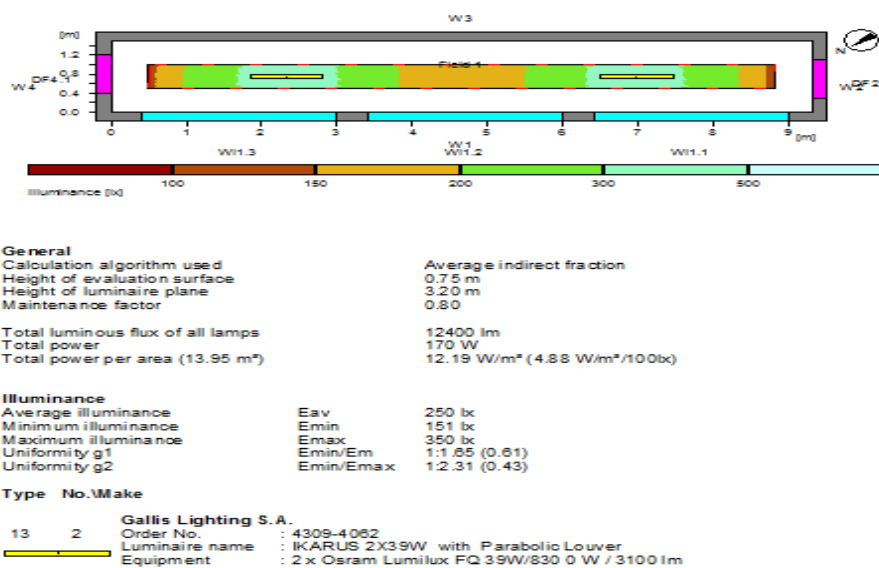 W3
[m]
1.2
0.8
0.4
0.0
DF4.1
W4
Field 1
N
W2
DF2
0 1 2 3 4 5 6 7 8 9 [m]
W1
WI1.3 WI1.2 WI1.1
100 150 200 300 500
Illuminance [lx]
General
Calculation algorithm used Average indirect fraction
Height of evaluation surface 0.75 m
Height of luminaire plane 3.20 m
Maintenance factor 0.80
Total luminous flux of all lamps 12400 lm
Total power 170 W
Total power per area (13.95 m²) 12.19 W/m² (4.88 W/m²/100lx)
Illuminance
Average illuminance Eav 250 lx
Minimum illuminance Emin 151 lx
Maximum illuminance Emax 350 lx
Uniformity g1 Emin/Em 1:1.65 (0.61)
Uniformity g2 Emin/Emax 1:2.31 (0.43)
Type No.\Make
Gallis Lighting S.A.
13 2 Order No. : 4309-4062
Luminaire name : IKARUS 2X39W with Parabolic Louver
Equipment : 2 x Osram Lumilux FQ 39W/830 0 W / 3100 lm